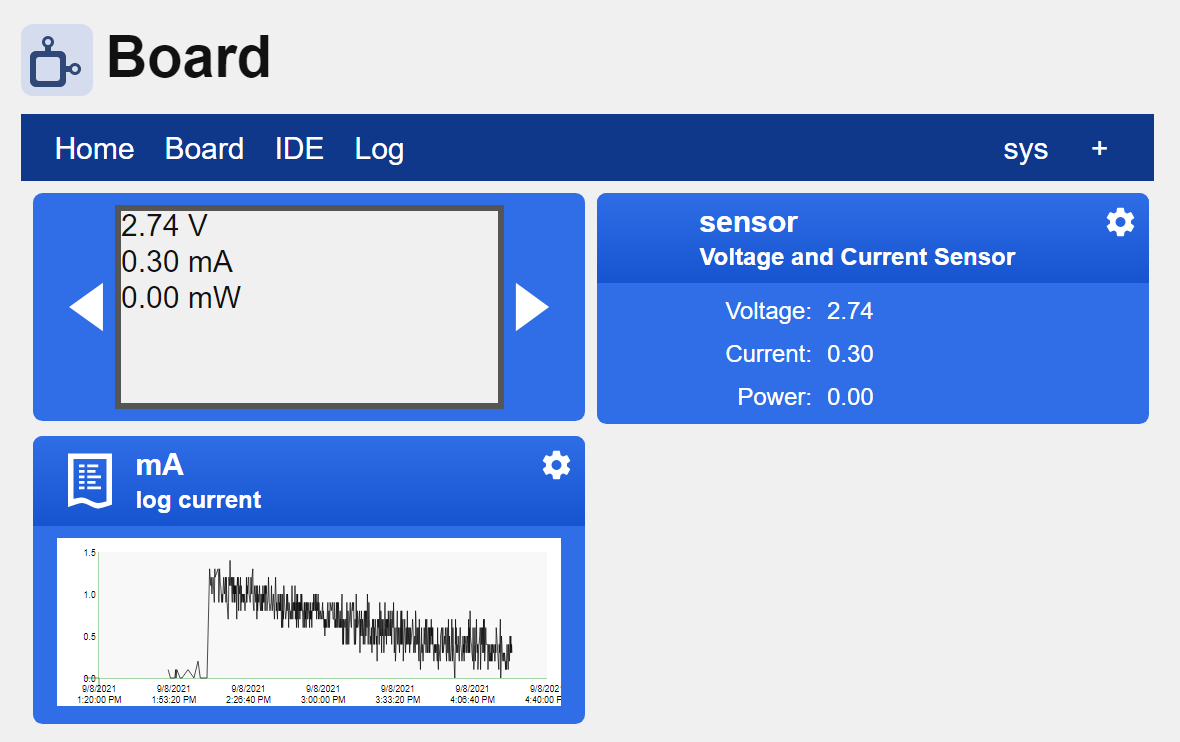 Board
Home Board IDE Log sys +
2.74 V
0.30 mA
0.00 mW
sensor
Voltage and Current Sensor
Voltage: 2.74
Current: 0.30
Power: 0.00
mA
log current
1.5
1.0
0.5
0.0
9/8/2021 9/8/2021 9/8/2021 9/8/2021 9/8/2021 9/8/2021 9/8/202
1:20:00 PM 1:53:20 PM 2:26:40 PM 3:00:00 PM 3:33:20 PM 4:06:40 PM 4:40:00 F